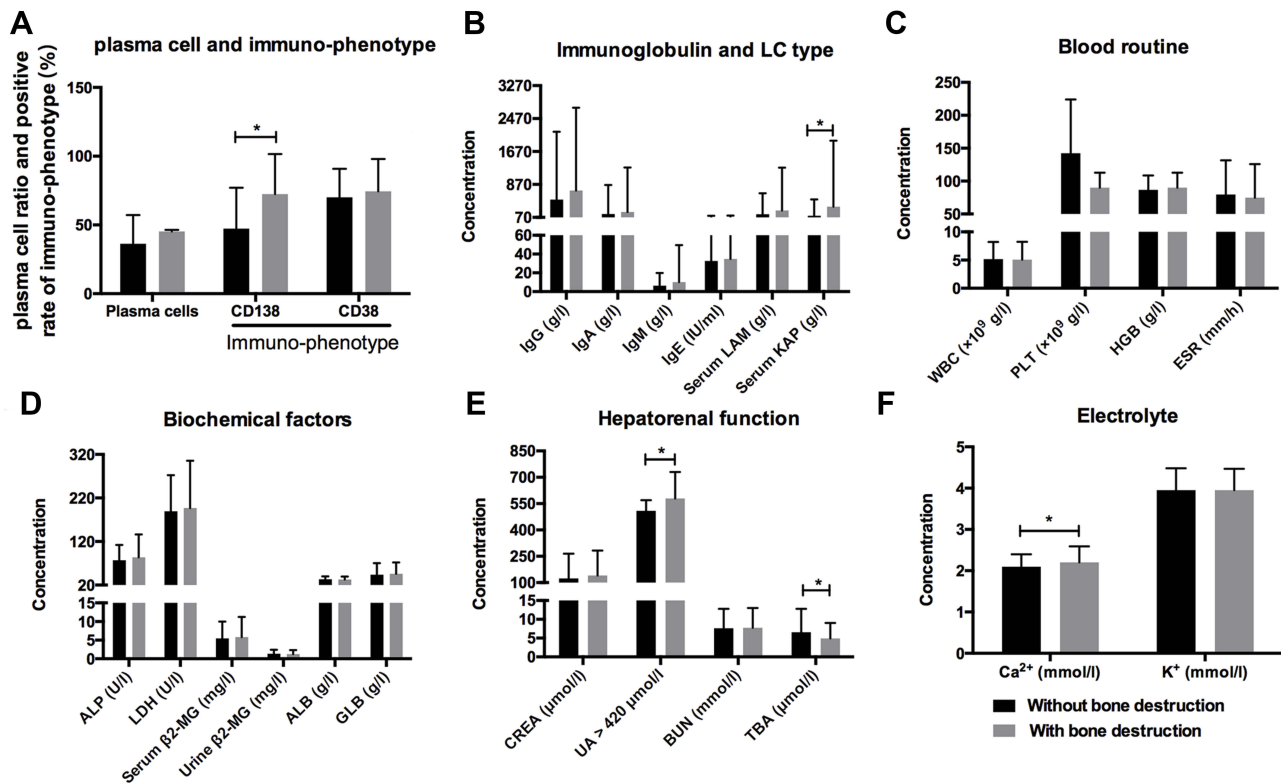 A
plasma cell and immuno-phenotype
plasma cell ratio and positive
rate of immuno-phenotype (%)
150
100
50
0
*
Plasma cells
CD138
CD38
Immuno-phenotype
B
Immunoglobulin and LC type
Concentration
3270
2470
1670
870
70
60
40
20
0
*
IgG (g/l)
IgA (g/l)
IgM (g/l)
IgE (IU/ml)
Serum LAM (g/l)
Serum KAP (g/l)
C
Blood routine
Concentration
250
200
150
100
50
10
5
0
WBC (×10⁹ g/l)
PLT (×10⁹ g/l)
HGB (g/l)
ESR (mm/h)
D
Biochemical factors
Concentration
320
220
120
20
15
10
5
0
ALP (U/l)
LDH (U/l)
Serum β2-MG (mg/l)
Urine β2-MG (mg/l)
ALB (g/l)
GLB (g/l)
E
Hepatorenal function
Concentration
850
700
550
400
250
100
15
10
5
0
*
*
CREA (μmol/l)
UA > 420 μmol/l
BUN (mmol/l)
TBA (μmol/l)
F
Electrolyte
Concentration
5
4
3
2
1
0
*
Ca²⁺ (mmol/l)
K⁺ (mmol/l)
Without bone destruction
With bone destruction